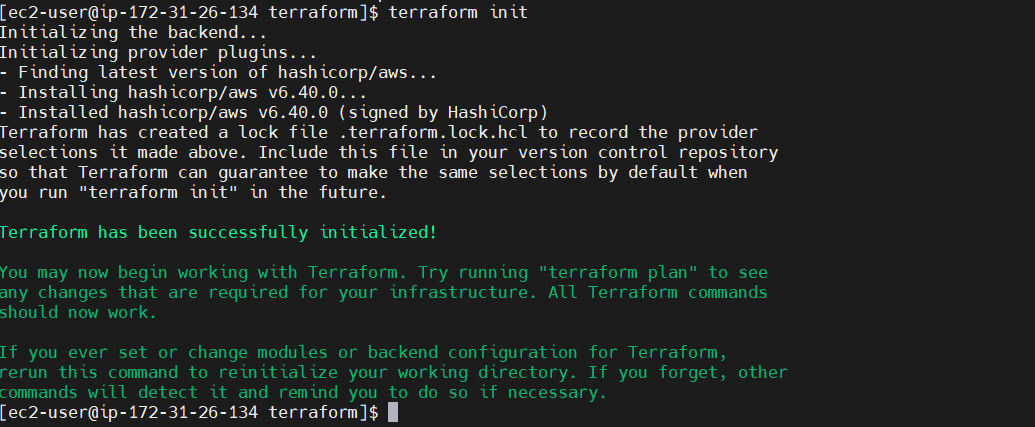 [ec2-user@ip-172-31-26-134 terraform]$ terraform init
Initializing the backend...
Initializing provider plugins...
- Finding latest version of hashicorp/aws...
- Installing hashicorp/aws v6.40.0...
- Installed hashicorp/aws v6.40.0 (signed by HashiCorp)
Terraform has created a lock file .terraform.lock.hcl to record the provider
selections it made above. Include this file in your version control repository
so that Terraform can guarantee to make the same selections by default when
you run "terraform init" in the future.
Terraform has been successfully initialized!
You may now begin working with Terraform. Try running "terraform plan" to see
any changes that are required for your infrastructure. All Terraform commands
should now work.
If you ever set or change modules or backend configuration for Terraform,
rerun this command to reinitialize your working directory. If you forget, other
commands will detect it and remind you to do so if necessary.
[ec2-user@ip-172-31-26-134 terraform]$